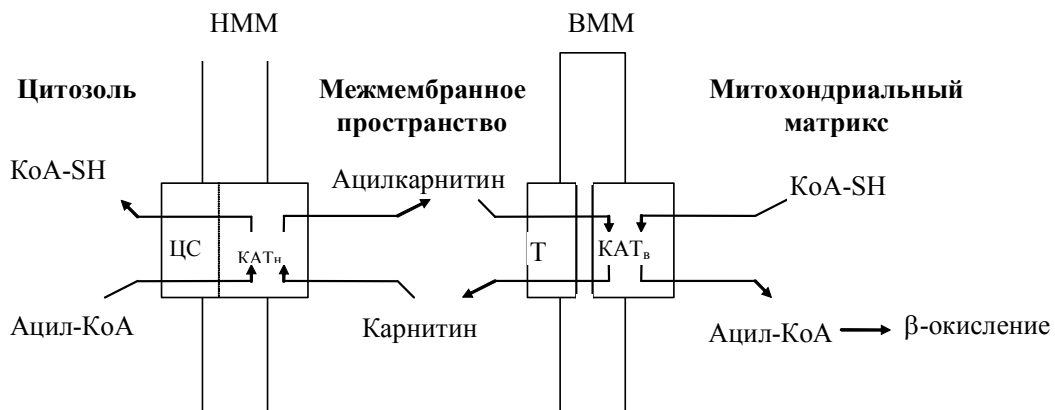 НММ
ВММ
Цитозоль
Межмембранное
пространство
Митохондриальный
матрикс
КоА-SH
Ацилкарнитин
КоА-SH
ЦС
КАТн
Т
КАТв
Ацил-КоА
Карнитин
Ацил-КоА
β-окисление